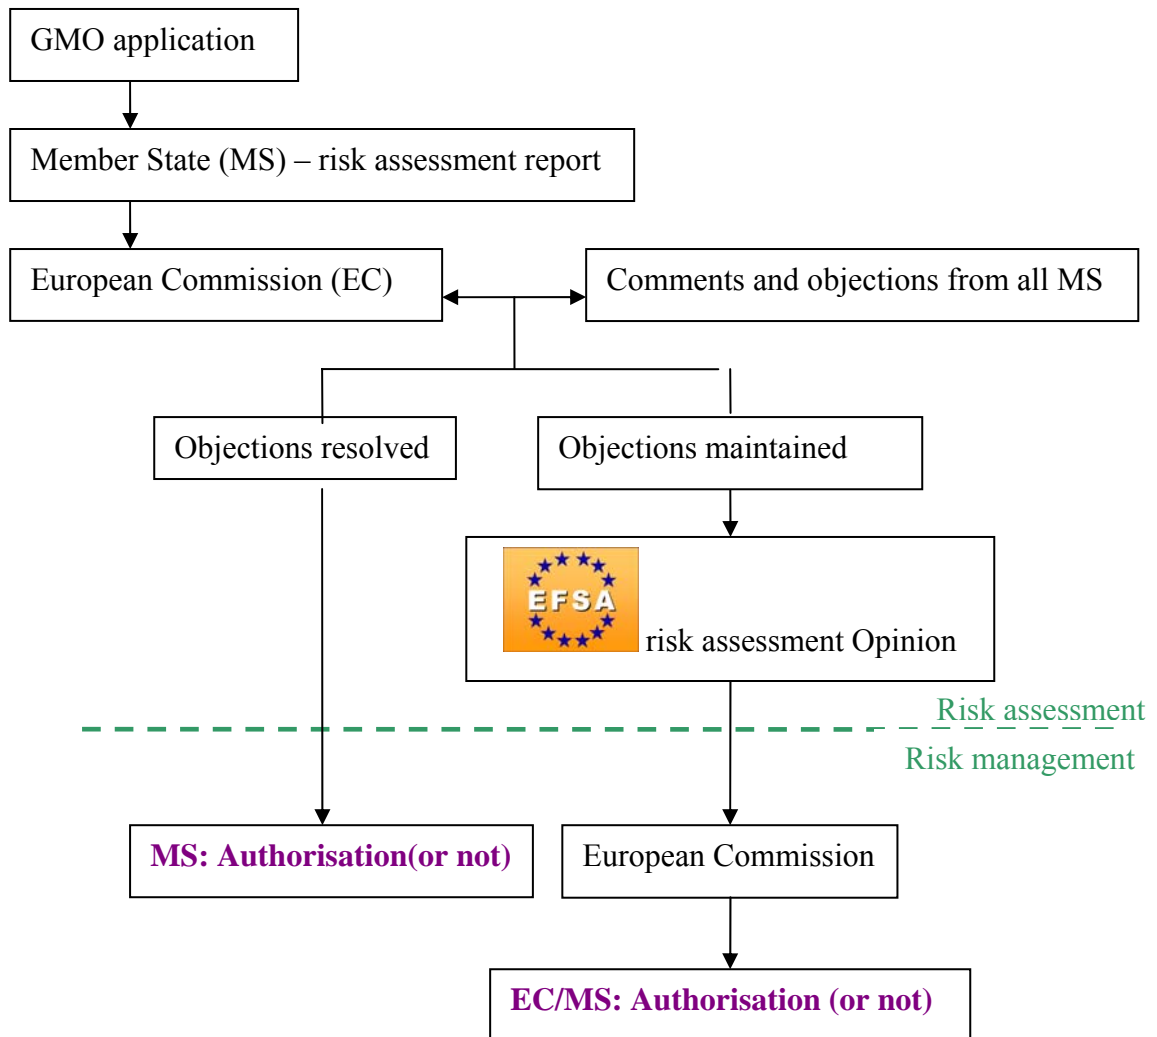 GMO application
Member State (MS) – risk assessment report
European Commission (EC)
Comments and objections from all MS
Objections resolved
Objections maintained
EFSA
risk assessment Opinion
Risk assessment
Risk management
MS: Authorisation(or not)
European Commission
EC/MS: Authorisation (or not)